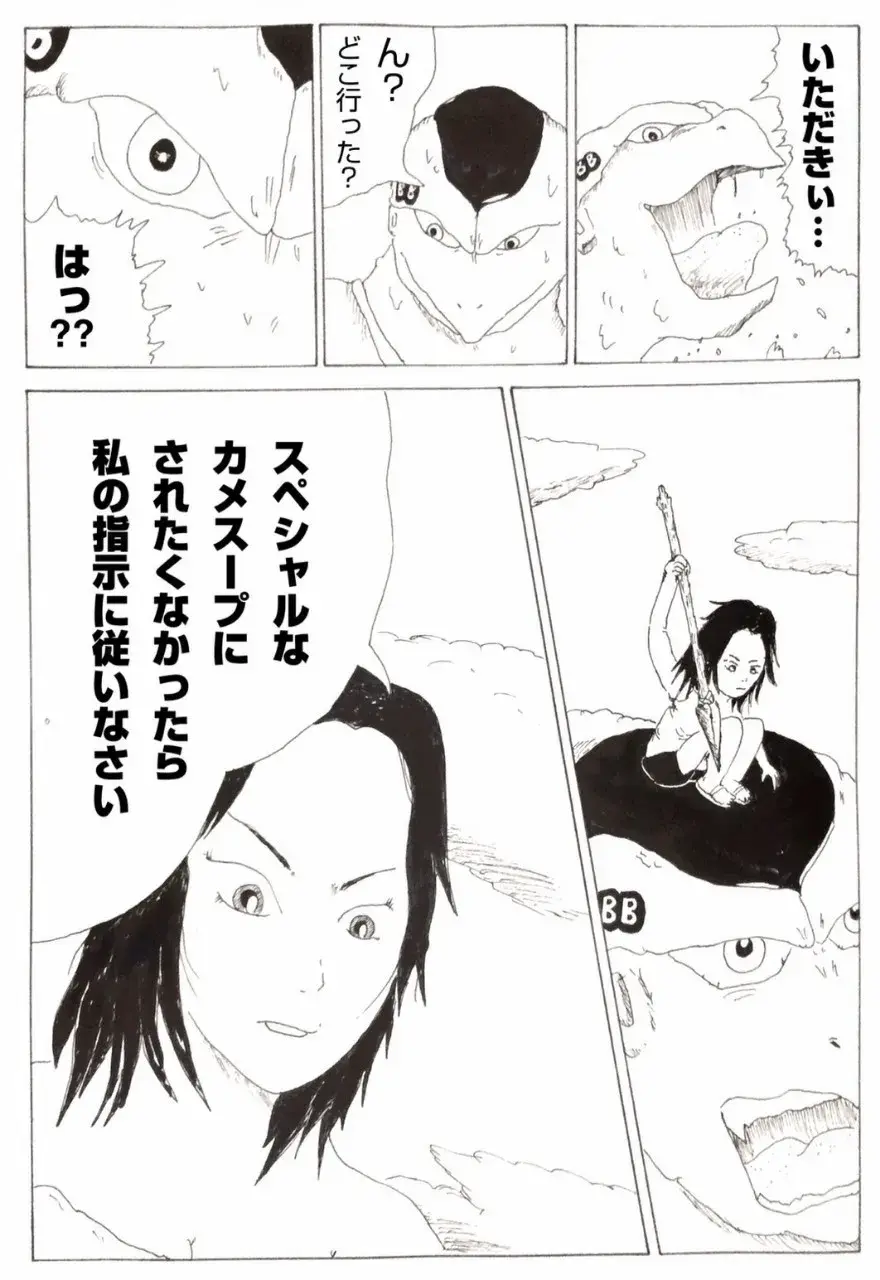 いただきぃ…
BB
ん？
どこ行った？
BB
B
はっ？？
BB
スペシャルな
カメスープに
されたくなかったら
私の指示に従いなさい